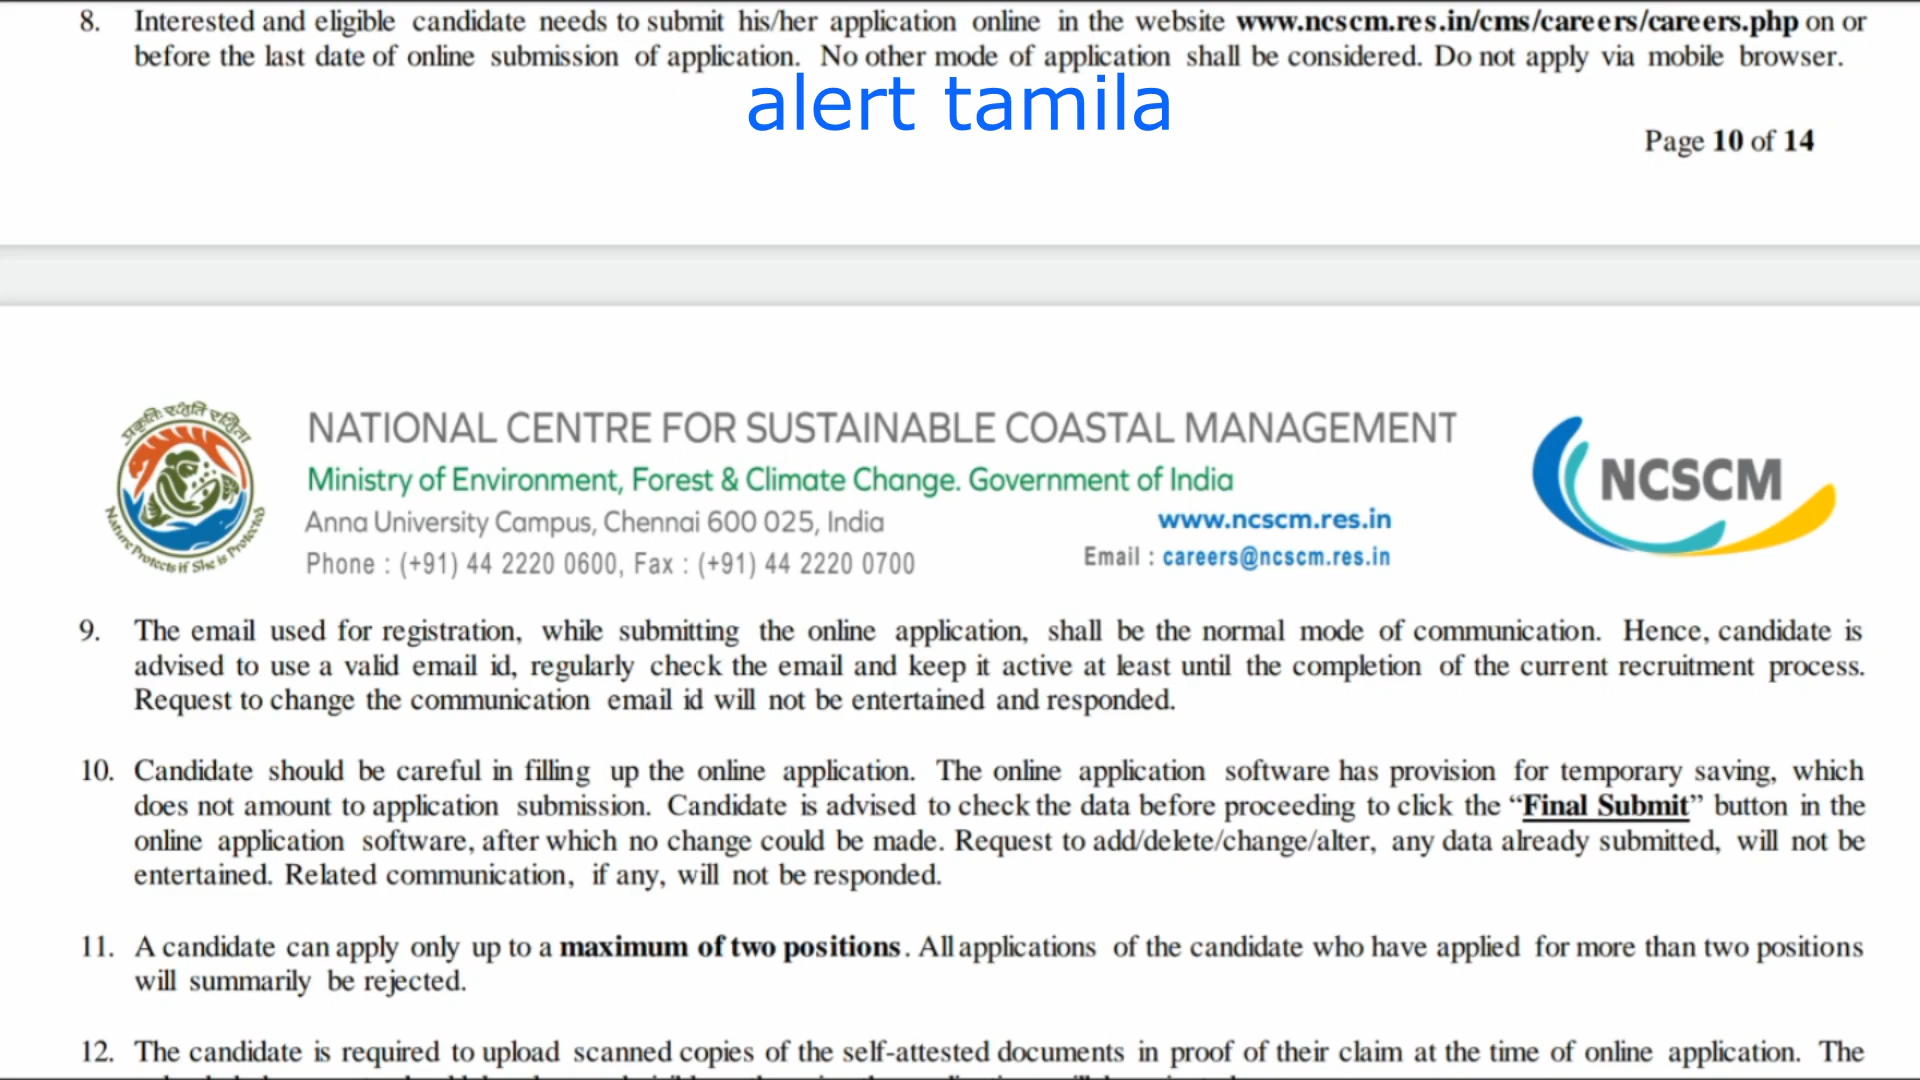 8. Interested and eligible candidate needs to submit his/her application online in the website www.ncscm.res.in/cms/careers/careers.php on or
before the last date of online submission of application. No other mode of application shall be considered. Do not apply via mobile browser.
alert tamila
Page 10 of 14
NATIONAL CENTRE FOR SUSTAINABLE COASTAL MANAGEMENT
Ministry of Environment, Forest & Climate Change. Government of India
Anna University Campus, Chennai 600 025, India
www.ncscm.res.in
Phone : (+91) 44 2220 0600, Fax : (+91) 44 2220 0700
Email : careers@ncscm.res.in
Nature Protects if She is Protected
NCSCM
9. The email used for registration, while submitting the online application, shall be the normal mode of communication. Hence, candidate is
advised to use a valid email id, regularly check the email and keep it active at least until the completion of the current recruitment process.
Request to change the communication email id will not be entertained and responded.
10. Candidate should be careful in filling up the online application. The online application software has provision for temporary saving, which
does not amount to application submission. Candidate is advised to check the data before proceeding to click the “Final Submit” button in the
online application software, after which no change could be made. Request to add/delete/change/alter, any data already submitted, will not be
entertained. Related communication, if any, will not be responded.
11. A candidate can apply only up to a maximum of two positions. All applications of the candidate who have applied for more than two positions
will summarily be rejected.
12. The candidate is required to upload scanned copies of the self-attested documents in proof of their claim at the time of online application. The